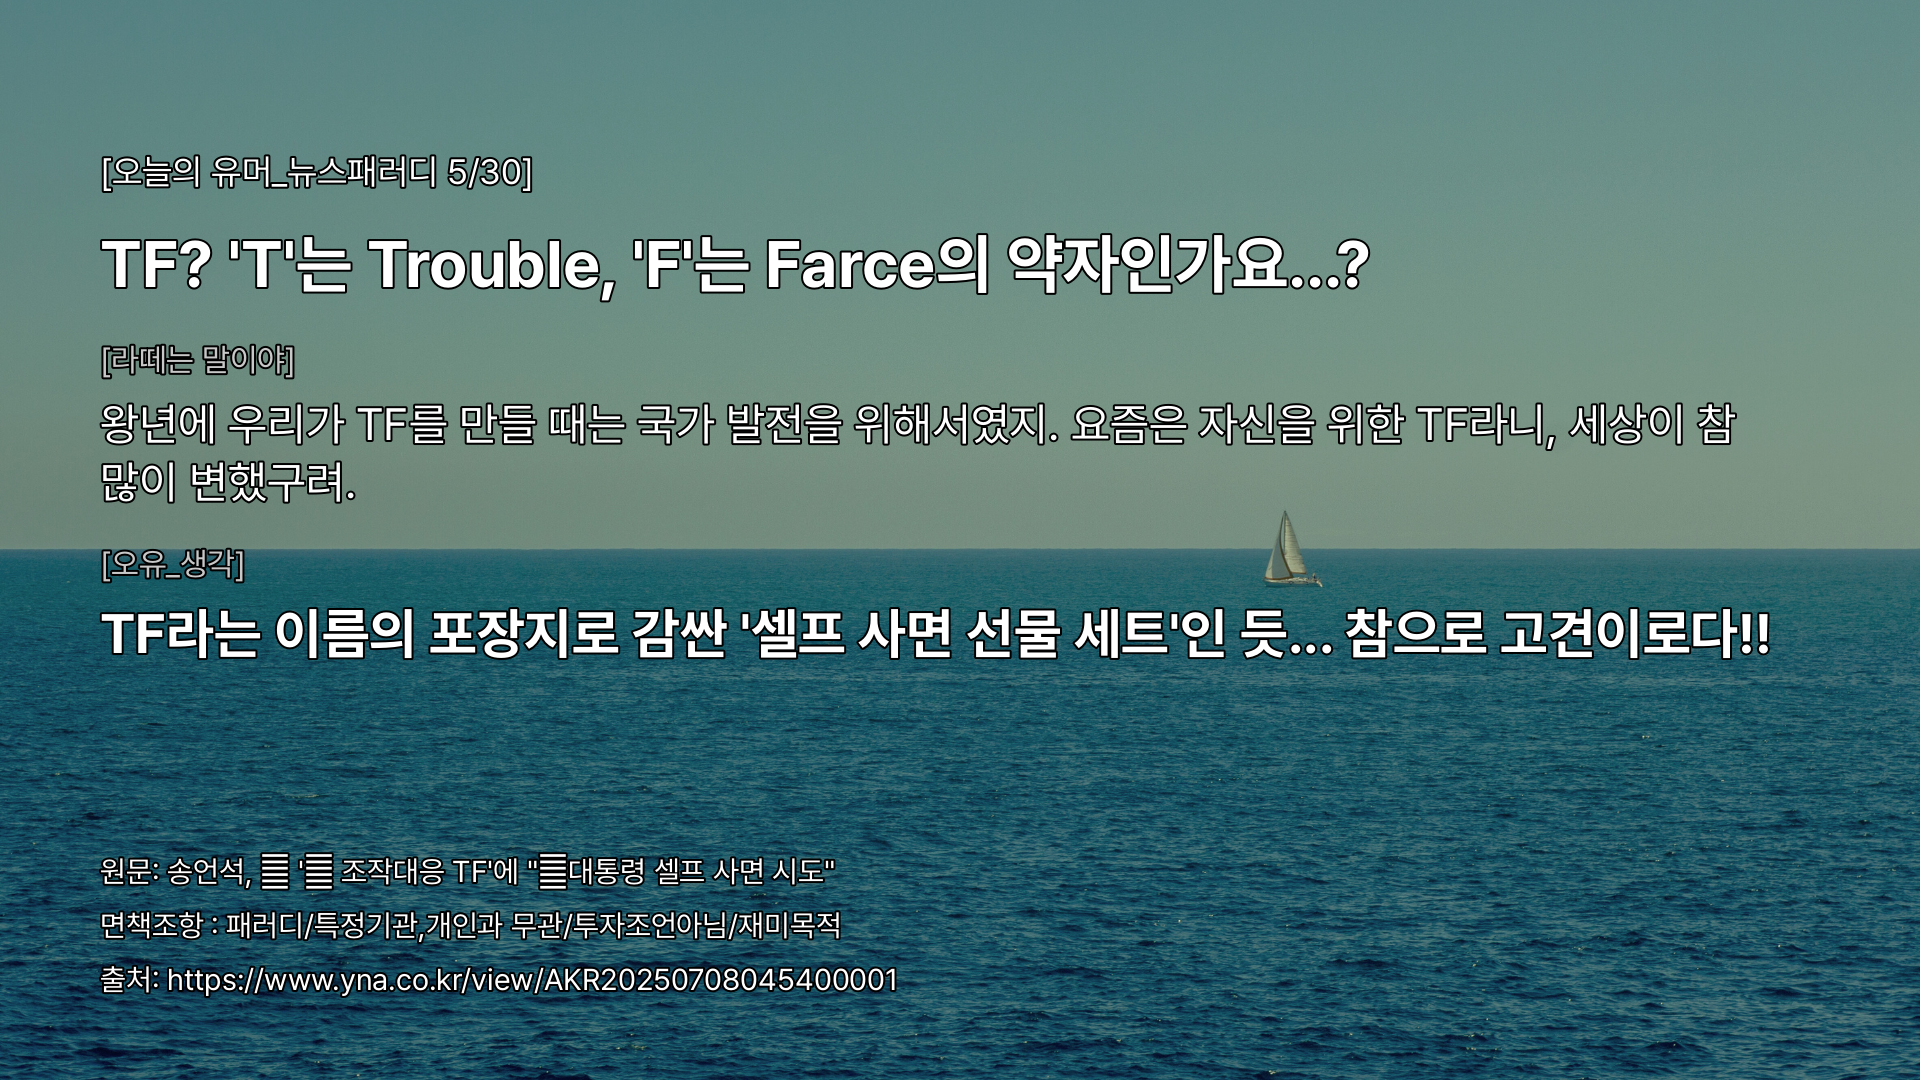 [오늘의 유머_뉴스패러디 5/30]
TF? 'T'는 Trouble, 'F'는 Farce의 약자인가요...?
[라떼는 말이야]
왕년에 우리가 TF를 만들 때는 국가 발전을 위해서였지. 요즘은 자신을 위한 TF라니, 세상이 참
많이 변했구려.
[오유_생각]
TF라는 이름의 포장지로 감싼 '셀프 사면 선물 세트'인 듯... 참으로 고견이로다!!
원문: 송언석, ' 조작대응 TF'에 "대통령 셀프 사면 시도"
면책조항 : 패러디/특정기관,개인과 무관/투자조언아님/재미목적
출처: https://www.yna.co.kr/view/AKR20250708045400001